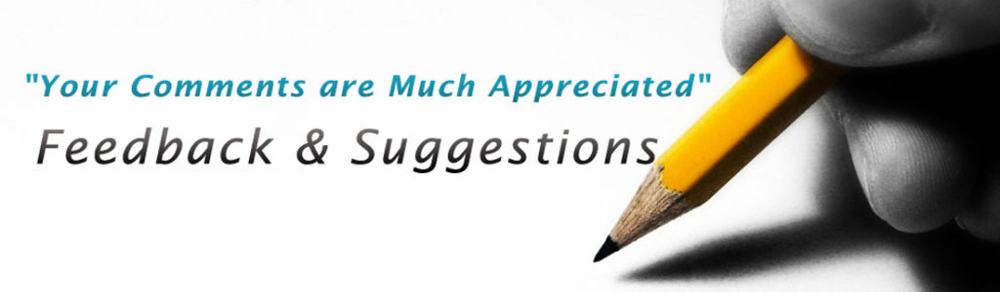 "Your Comments are Much Appreciated"
Feedback & Suggestions